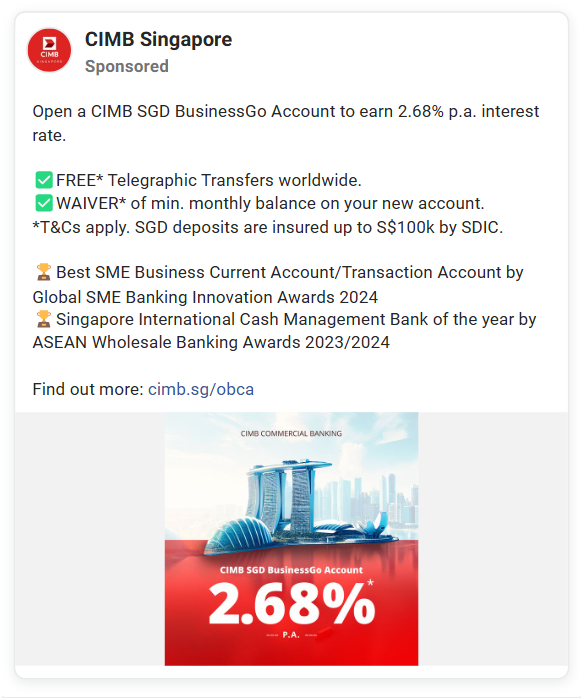 CIMB
SINGAPORE
CIMB Singapore
Sponsored
Open a CIMB SGD BusinessGo Account to earn 2.68% p.a. interest
rate.
✅FREE* Telegraphic Transfers worldwide.
✅WAIVER* of min. monthly balance on your new account.
*T&Cs apply. SGD deposits are insured up to S$100k by SDIC.
🏆Best SME Business Current Account/Transaction Account by
Global SME Banking Innovation Awards 2024
🏆Singapore International Cash Management Bank of the year by
ASEAN Wholesale Banking Awards 2023/2024
Find out more: cimb.sg/obca
CIMB COMMERCIAL BANKING
CIMB SGD BusinessGo Account
2.68%*
P.A.